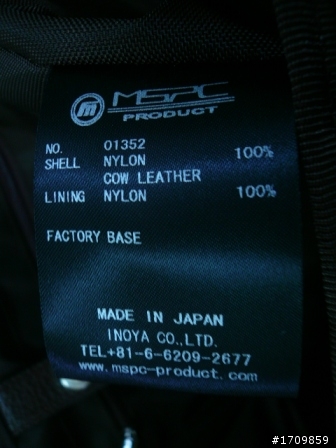 MSPC
PRODUCT
NO. 01352
SHELL NYLON 100%
COW LEATHER
LINING NYLON 100%
FACTORY BASE
MADE IN JAPAN
INOYA CO.,LTD.
TEL+81-6-6209-2677
www.mspc-product.com
#1709859